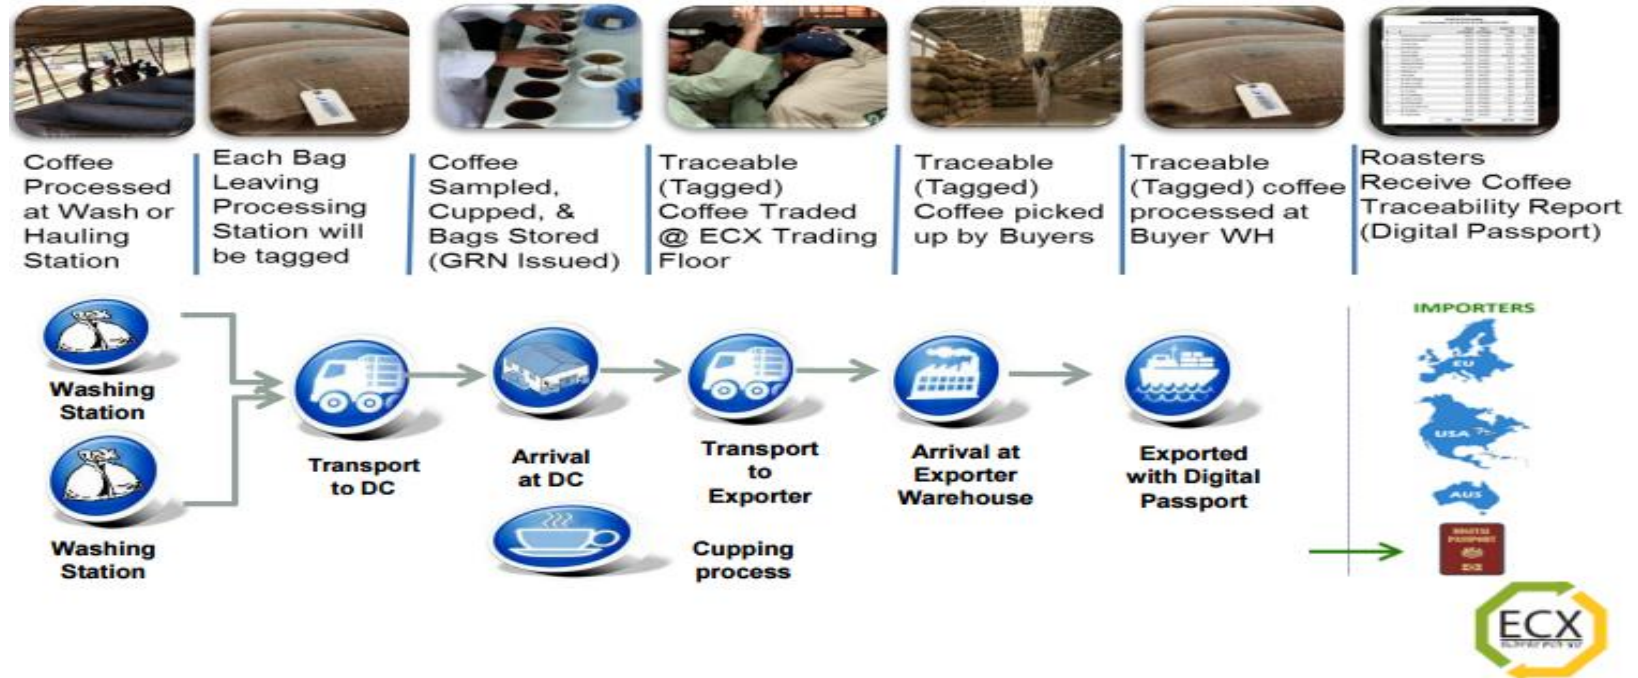 Coffee
Processed
at Wash or
Hauling
Station
Each Bag
Leaving
Processing
Station will
be tagged
Coffee
Sampled,
Cupped, &
Bags Stored
(GRN Issued)
Traceable
(Tagged)
Coffee Traded
@ ECX Trading
Floor
Traceable
(Tagged)
Coffee picked
up by Buyers
Traceable
(Tagged) coffee
processed at
Buyer WH
Roasters
Receive Coffee
Traceability Report
(Digital Passport)
Washing
Station
Washing
Station
Transport
to DC
Arrival
at DC
Cupping
process
Transport
to
Exporter
Arrival at
Exporter
Warehouse
Exported
with Digital
Passport
IMPORTERS
EU
USA
AUS
DIGITAL
PASSPORT
ECX